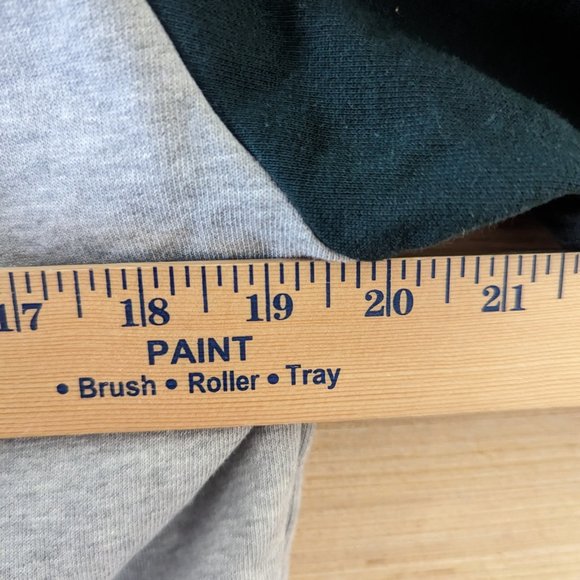 17 18 19 20 21
PAINT
• Brush • Roller • Tray